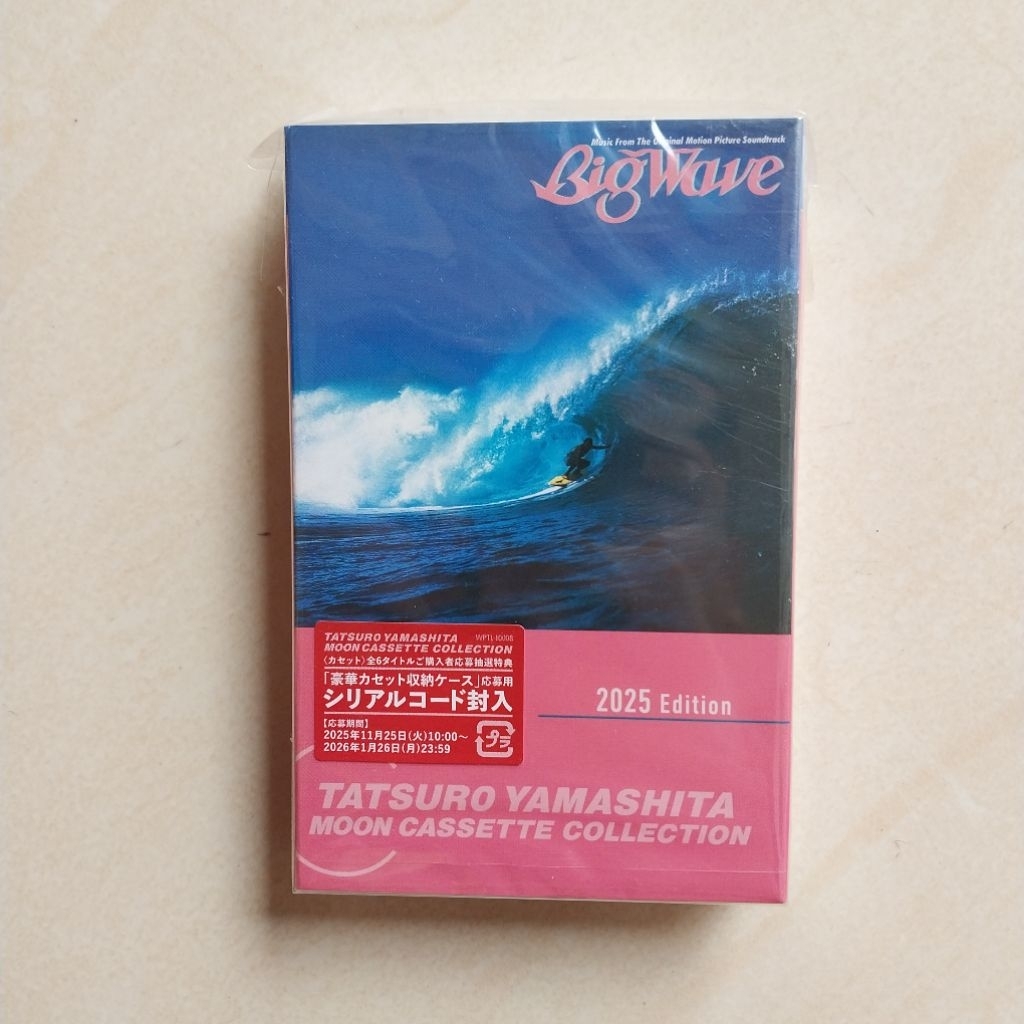 Music From The Original Motion Picture Soundtrack
Big Wave
TATSURO YAMASHITA
MOON CASSETTE COLLECTION
〈カセット〉全6タイトルご購入者応募抽選特典
「豪華カセット収納ケース」応募用
シリアルコード封入
【応募期間】
2025年11月25日(火)10:00〜
2026年1月26日(月)23:59
プラ
2025 Edition
TATSURO YAMASHITA
MOON CASSETTE COLLECTION